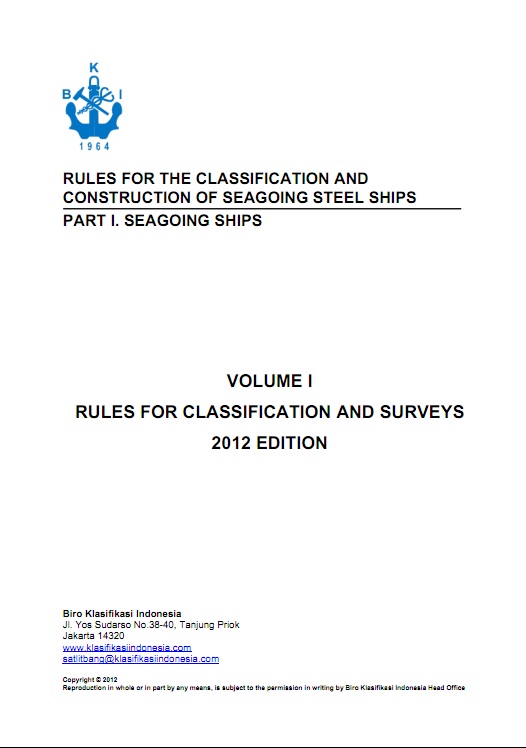 K
B I
1964
RULES FOR THE CLASSIFICATION AND
CONSTRUCTION OF SEAGOING STEEL SHIPS
PART I. SEAGOING SHIPS
VOLUME I
RULES FOR CLASSIFICATION AND SURVEYS
2012 EDITION
Biro Klasifikasi Indonesia
Jl. Yos Sudarso No.38-40, Tanjung Priok
Jakarta 14320
www.klasifikasiindonesia.com
satlitbang@klasifikasiindonesia.com
Copyright © 2012
Reproduction in whole or in part by any means, is subject to the permission in writing by Biro Klasifikasi Indonesia Head Office